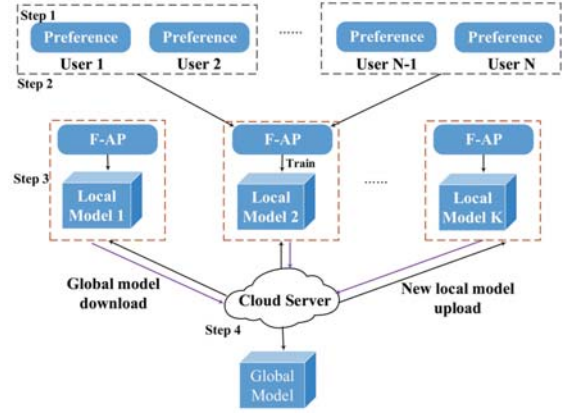 Step 1
Preference
Preference
......
Preference
Preference
User 1
User 2
User N-1
User N
Step 2
F-AP
F-AP
F-AP
Train
Step 3
Local
Model 1
Local
Model 2
......
Local
Model K
Global model
download
Cloud Server
New local model
upload
Step 4
Global
Model